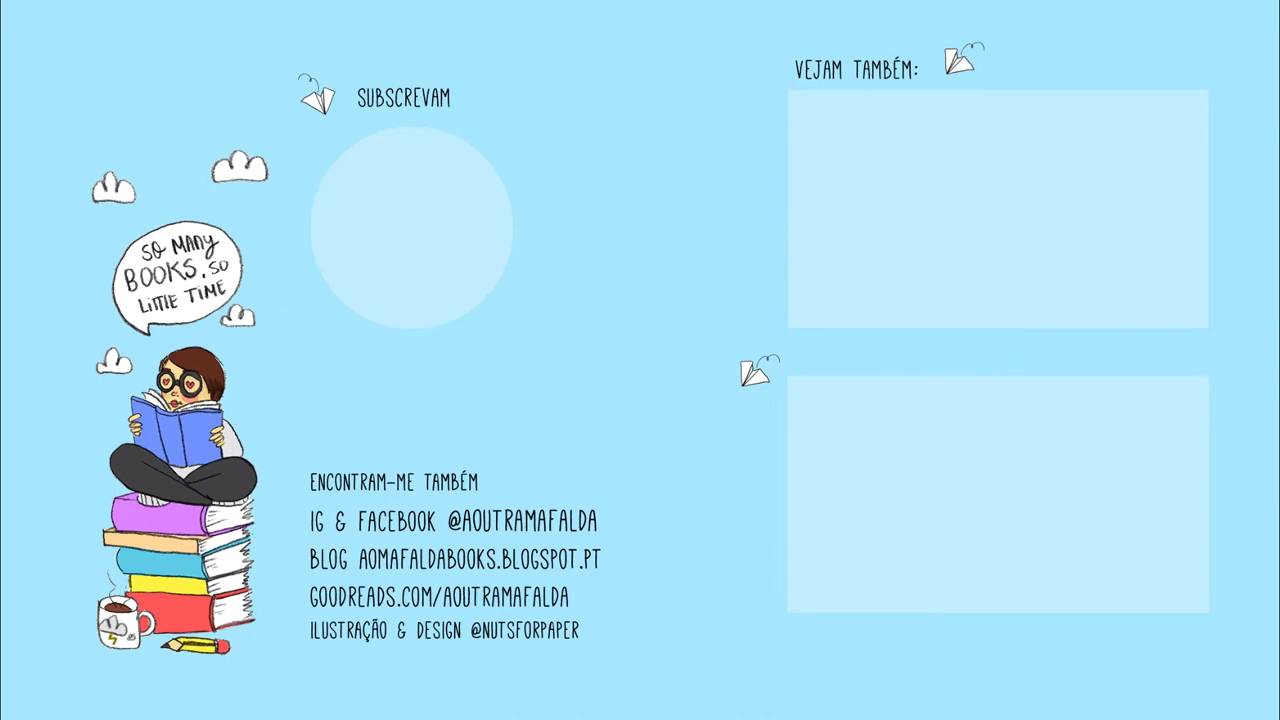 SUBSCREVAM
VEJAM TAMBÉM:
SO MANY
BOOKS, SO
LITTLE TIME
ENCONTRAM-ME TAMBÉM
IG & FACEBOOK @AOUTRAMAFALDA
BLOG AOMAFALDABOOKS.BLOGSPOT.PT
GOODREADS.COM/AOUTRAMAFALDA
ILUSTRAÇÃO & DESIGN @NUTSFORPAPER